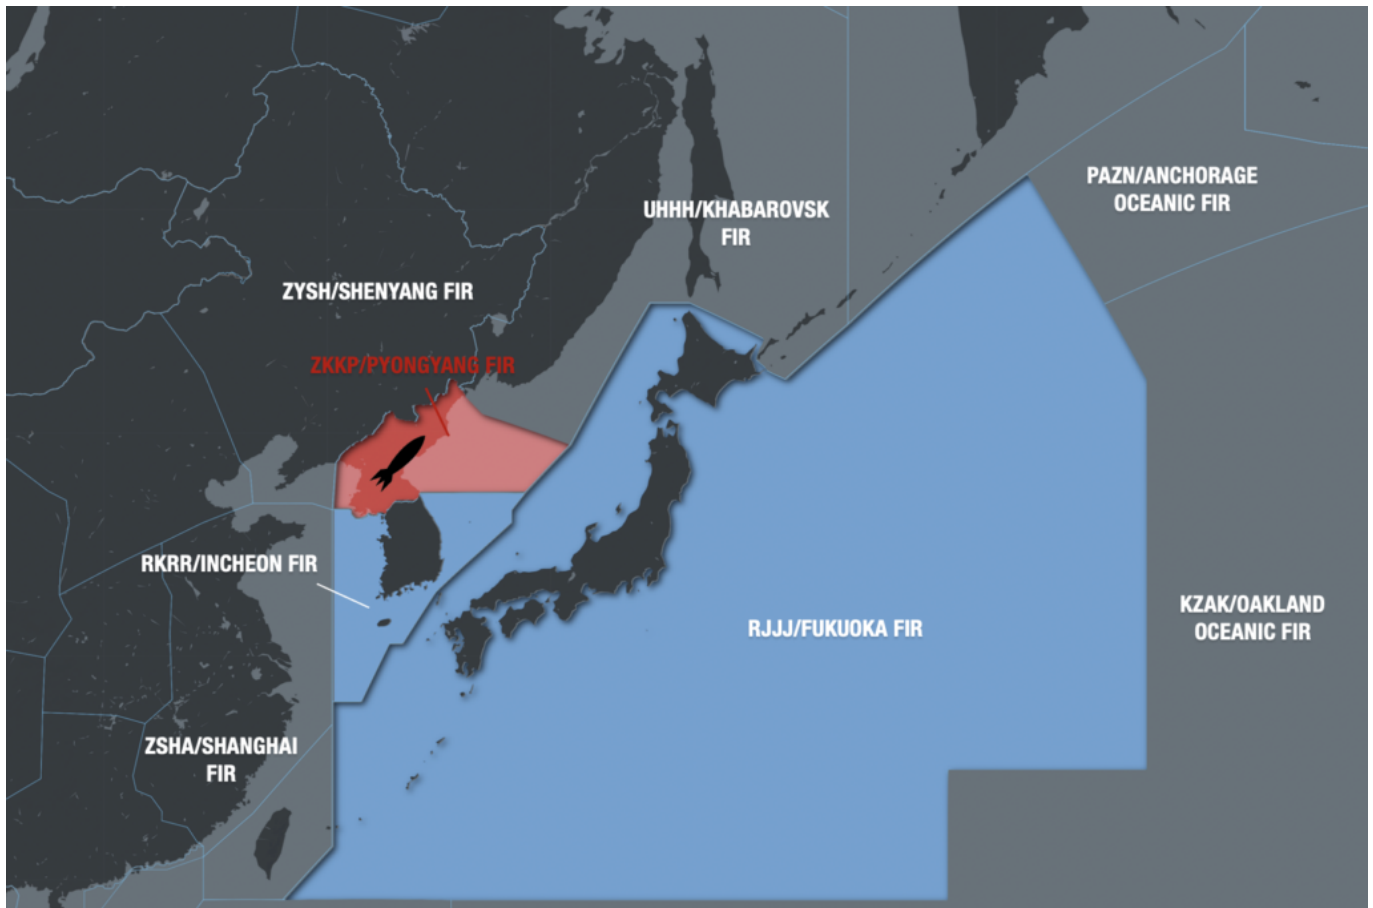 PAZN/ANCHORAGE
OCEANIC FIR
UHHH/KHABAROVSK
FIR
ZYSH/SHENYANG FIR
ZKKP/PYONGYANG FIR
RKRR/INCHEON FIR
KZAK/OAKLAND
OCEANIC FIR
RJJJ/FUKUOKA FIR
ZSHA/SHANGHAI
FIR